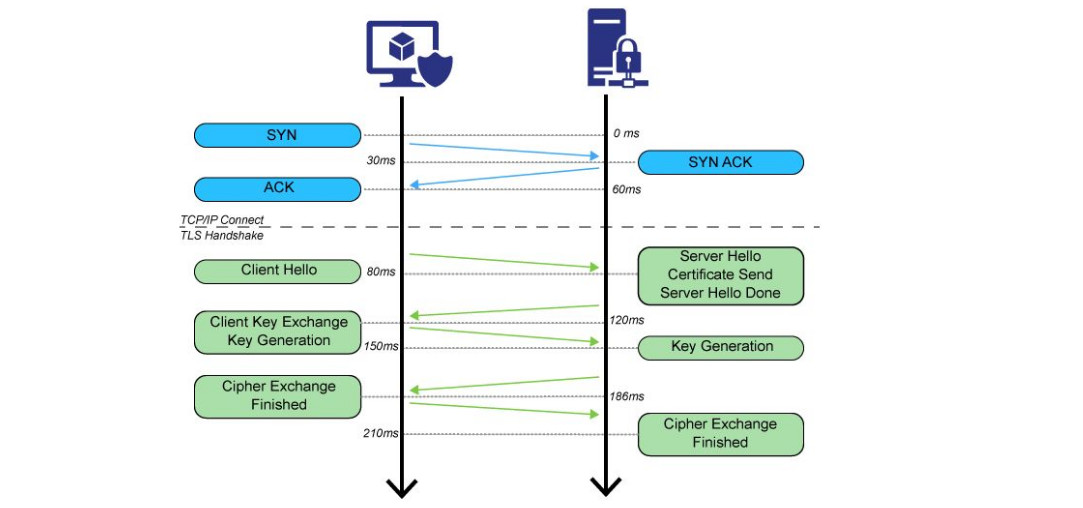 SYN
0 ms
30ms
SYN ACK
ACK
60ms
TCP/IP Connect
TLS Handshake
Client Hello
80ms
Server Hello
Certificate Send
Server Hello Done
Client Key Exchange
Key Generation
120ms
150ms
Key Generation
Cipher Exchange
Finished
186ms
210ms
Cipher Exchange
Finished